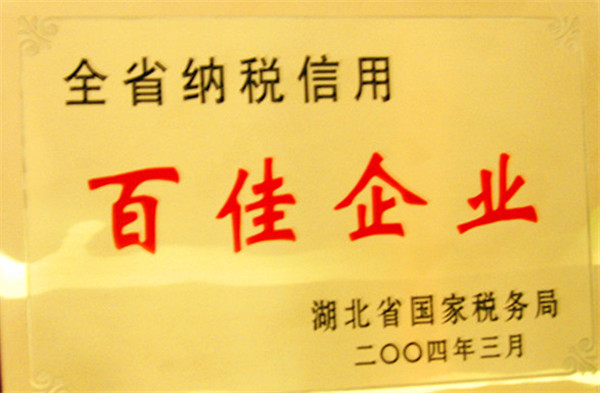 全省纳税信用
百佳企业
湖北省国家税务局
二〇〇四年三月